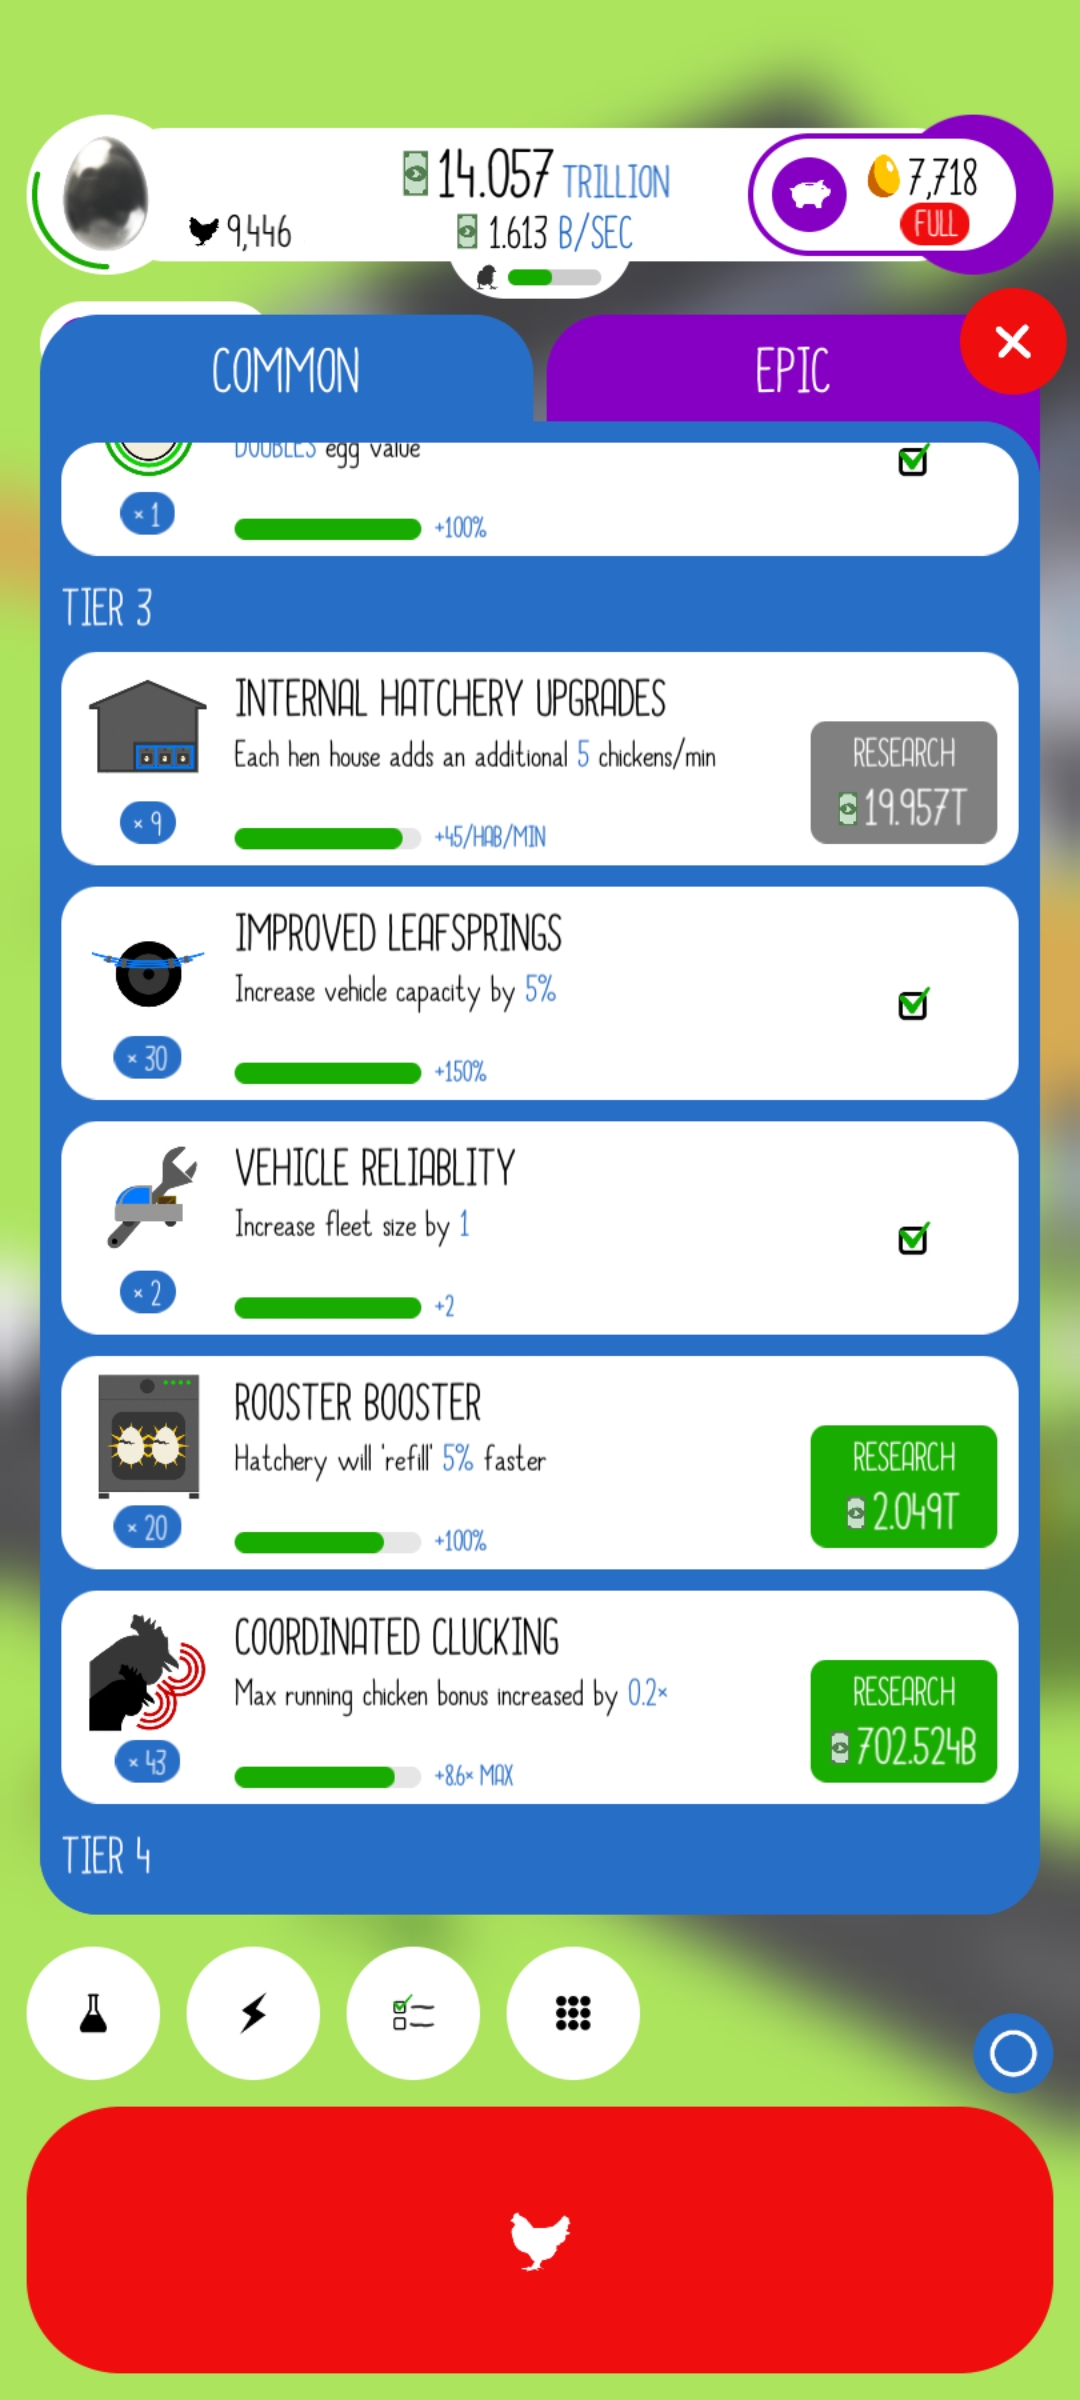 14.057 TRILLION
7,718
9,446
1.613 B/SEC
FULL
COMMON
EPIC
DOUBLES egg value
× 1
+100%
TIER 3
INTERNAL HATCHERY UPGRADES
Each hen house adds an additional 5 chickens/min
RESEARCH
19.957T
× 9
+45/HAB/MIN
IMPROVED LEAFSPRINGS
Increase vehicle capacity by 5%
× 30
+150%
VEHICLE RELIABLITY
Increase fleet size by 1
× 2
+2
ROOSTER BOOSTER
Hatchery will 'refill' 5% faster
RESEARCH
2.049T
× 20
+100%
COORDINATED CLUCKING
Max running chicken bonus increased by 0.2×
RESEARCH
702.524B
× 43
+8.6× MAX
TIER 4